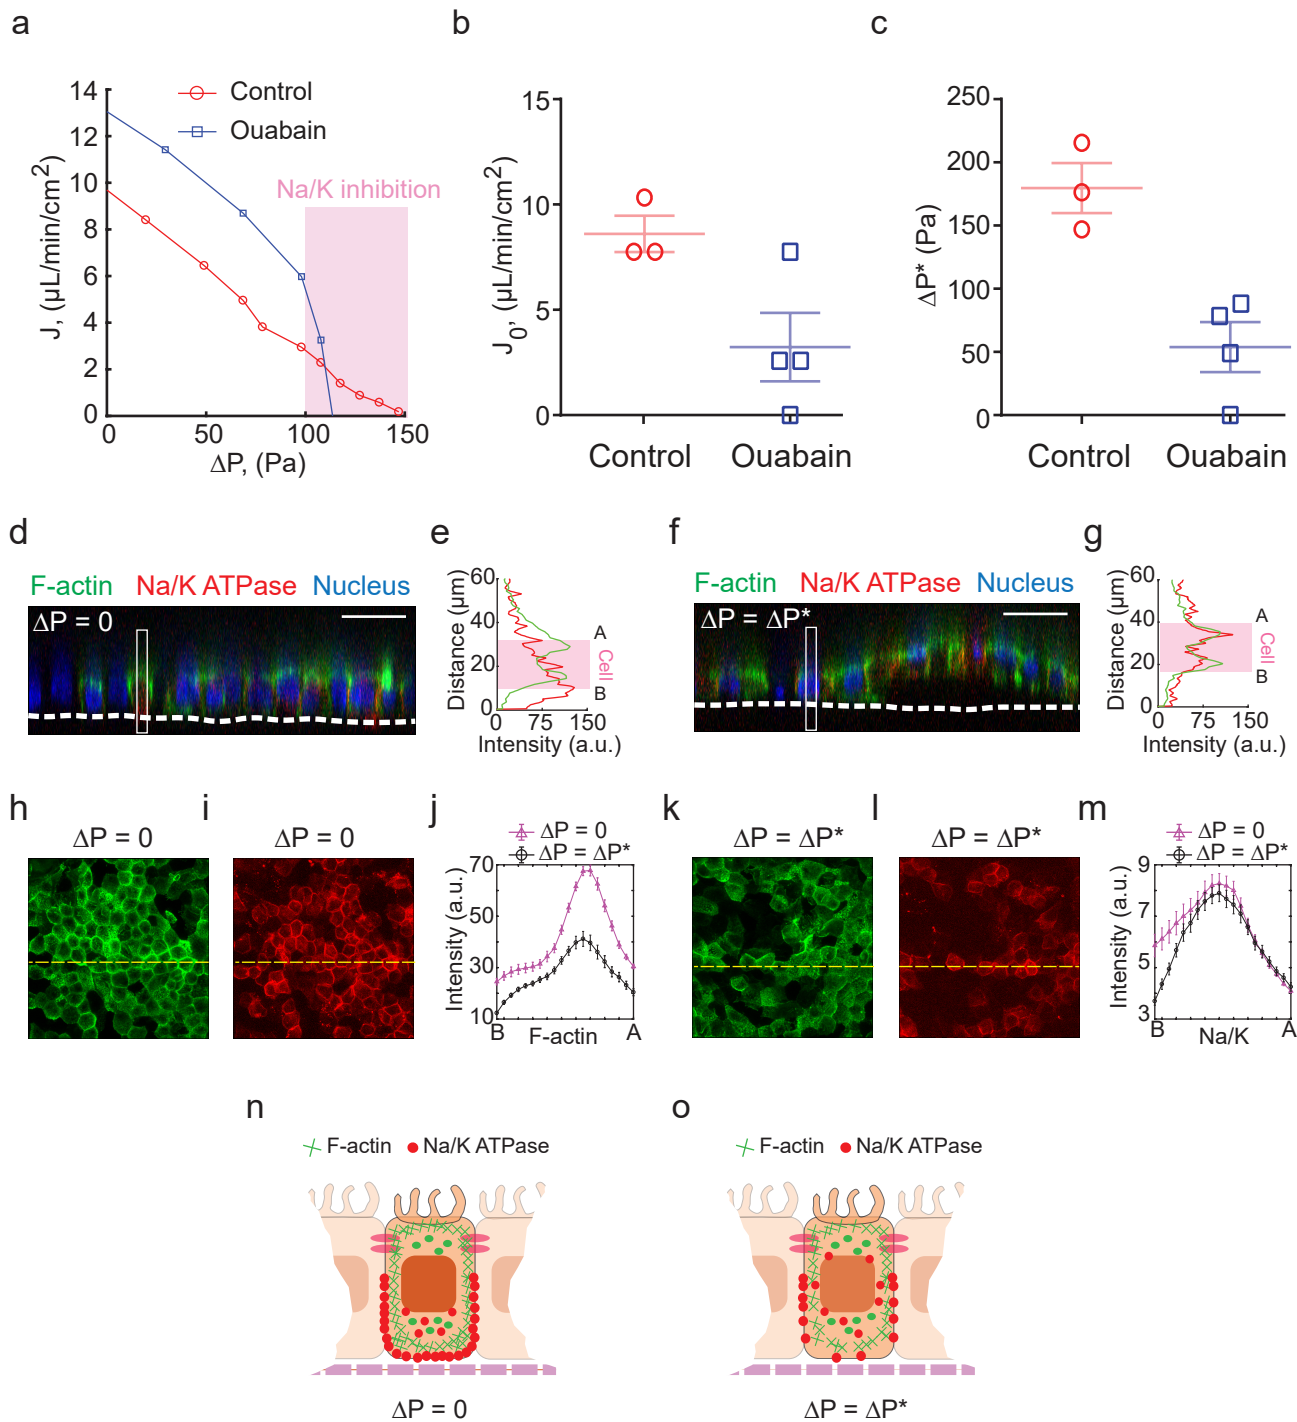 a
b
c
14
12
10
8
6
4
2
0
J, (µL/min/cm²)
Control
Ouabain
Na/K inhibition
0
50
100
150
ΔP, (Pa)
15
10
5
0
J₀, (µL/min/cm²)
Control
Ouabain
250
200
150
100
50
0
ΔP* (Pa)
Control
Ouabain
d
e
f
g
F-actin Na/K ATPase Nucleus
ΔP = 0
60
40
20
0
Distance (µm)
A
Cell
B
0 75 150
Intensity (a.u.)
F-actin Na/K ATPase Nucleus
ΔP = ΔP*
60
40
20
0
Distance (µm)
A
Cell
B
0 75 150
Intensity (a.u.)
h
i
j
k
l
m
ΔP = 0
ΔP = 0
ΔP = 0
ΔP = ΔP*
70
50
30
10
Intensity (a.u.)
B
A
F-actin
ΔP = ΔP*
ΔP = ΔP*
ΔP = 0
ΔP = ΔP*
9
7
5
3
Intensity (a.u.)
B
A
Na/K
n
o
F-actin Na/K ATPase
F-actin Na/K ATPase
ΔP = 0
ΔP = ΔP*